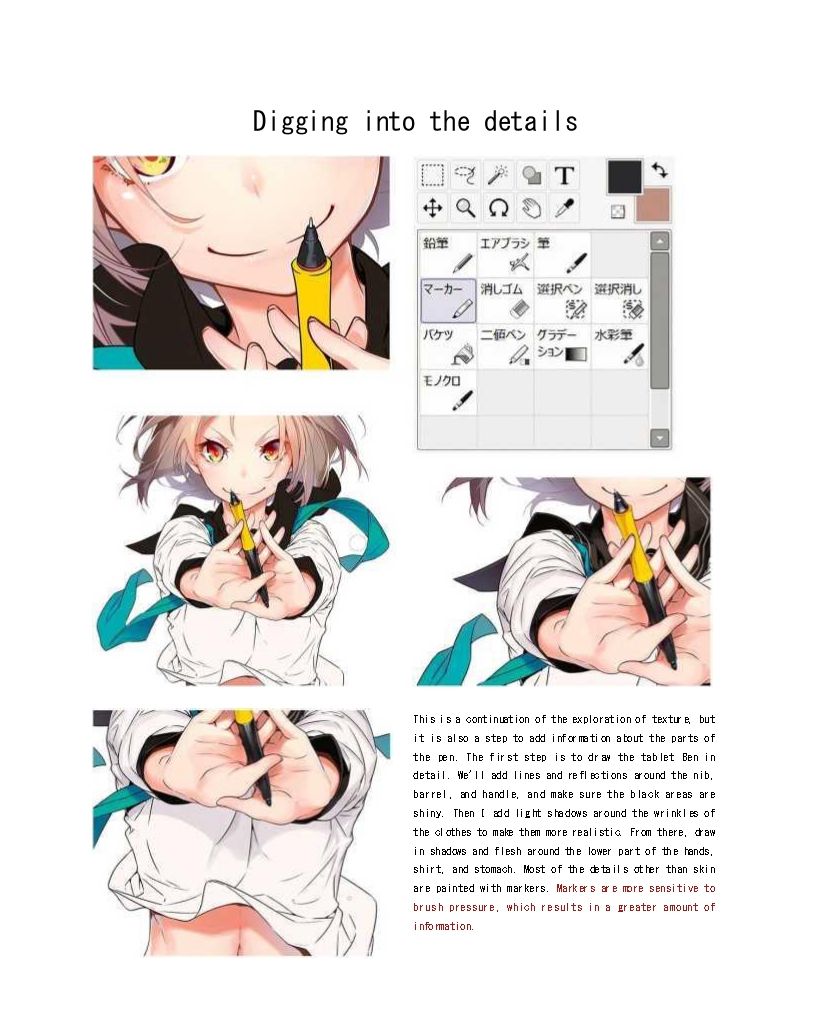 Digging into the details
T
鉛筆 エアブラシ 筆
マーカー 消しゴム 選択ペン 選択消し
バケツ 二値ペン グラデーション 水彩筆
モノクロ
This is a continuation of the exploration of texture, but
it is also a step to add information about the parts of
the pen. The first step is to draw the tablet Ben in
detail. We'll add lines and reflections around the nib,
barrel, and handle, and make sure the black areas are
shiny. Then I add light shadows around the wrinkles of
the clothes to make them more realistic. From there, draw
in shadows and flesh around the lower part of the hands,
shirt, and stomach. Most of the details other than skin
are painted with markers. Markers are more sensitive to
brush pressure, which results in a greater amount of
information.